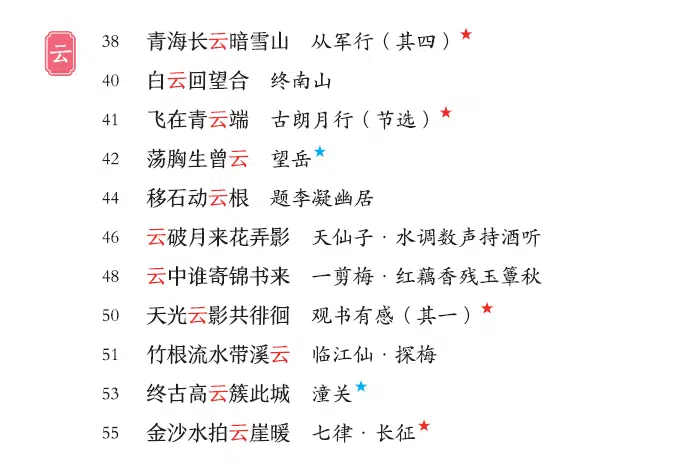 云
38 青海长云暗雪山 从军行（其四）★
40 白云回望合 终南山
41 飞在青云端 古朗月行（节选）★
42 荡胸生曾云 望岳★
44 移石动云根 题李凝幽居
46 云破月来花弄影 天仙子·水调数声持酒听
48 云中谁寄锦书来 一剪梅·红藕香残玉簟秋
50 天光云影共徘徊 观书有感（其一）★
51 竹根流水带溪云 临江仙·探梅
53 终古高云簇此城 潼关★
55 金沙水拍云崖暖 七律·长征★